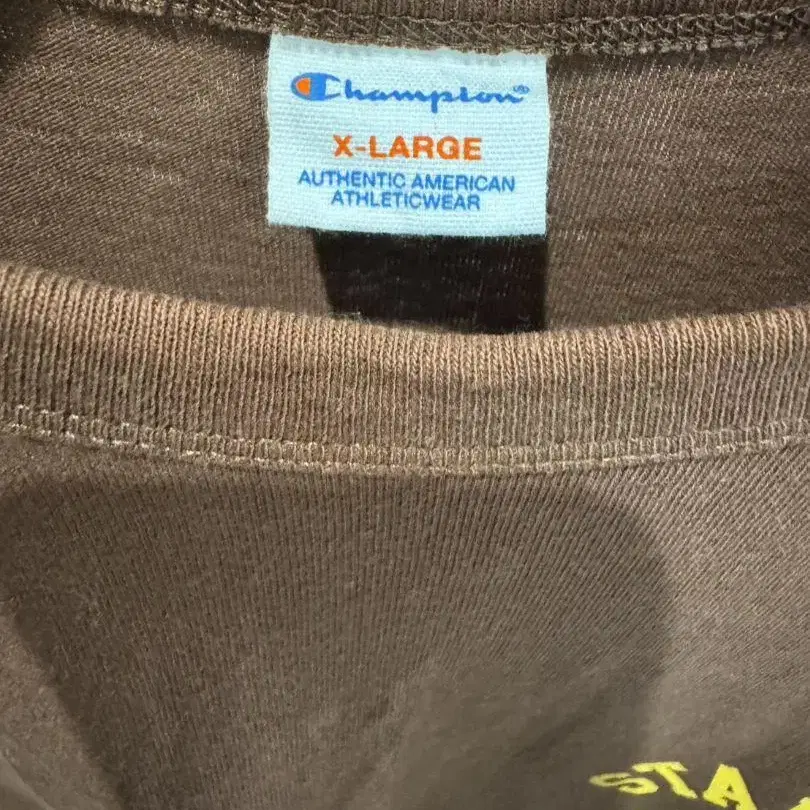 Champion®
X-LARGE
AUTHENTIC AMERICAN
ATHLETICWEAR
STA